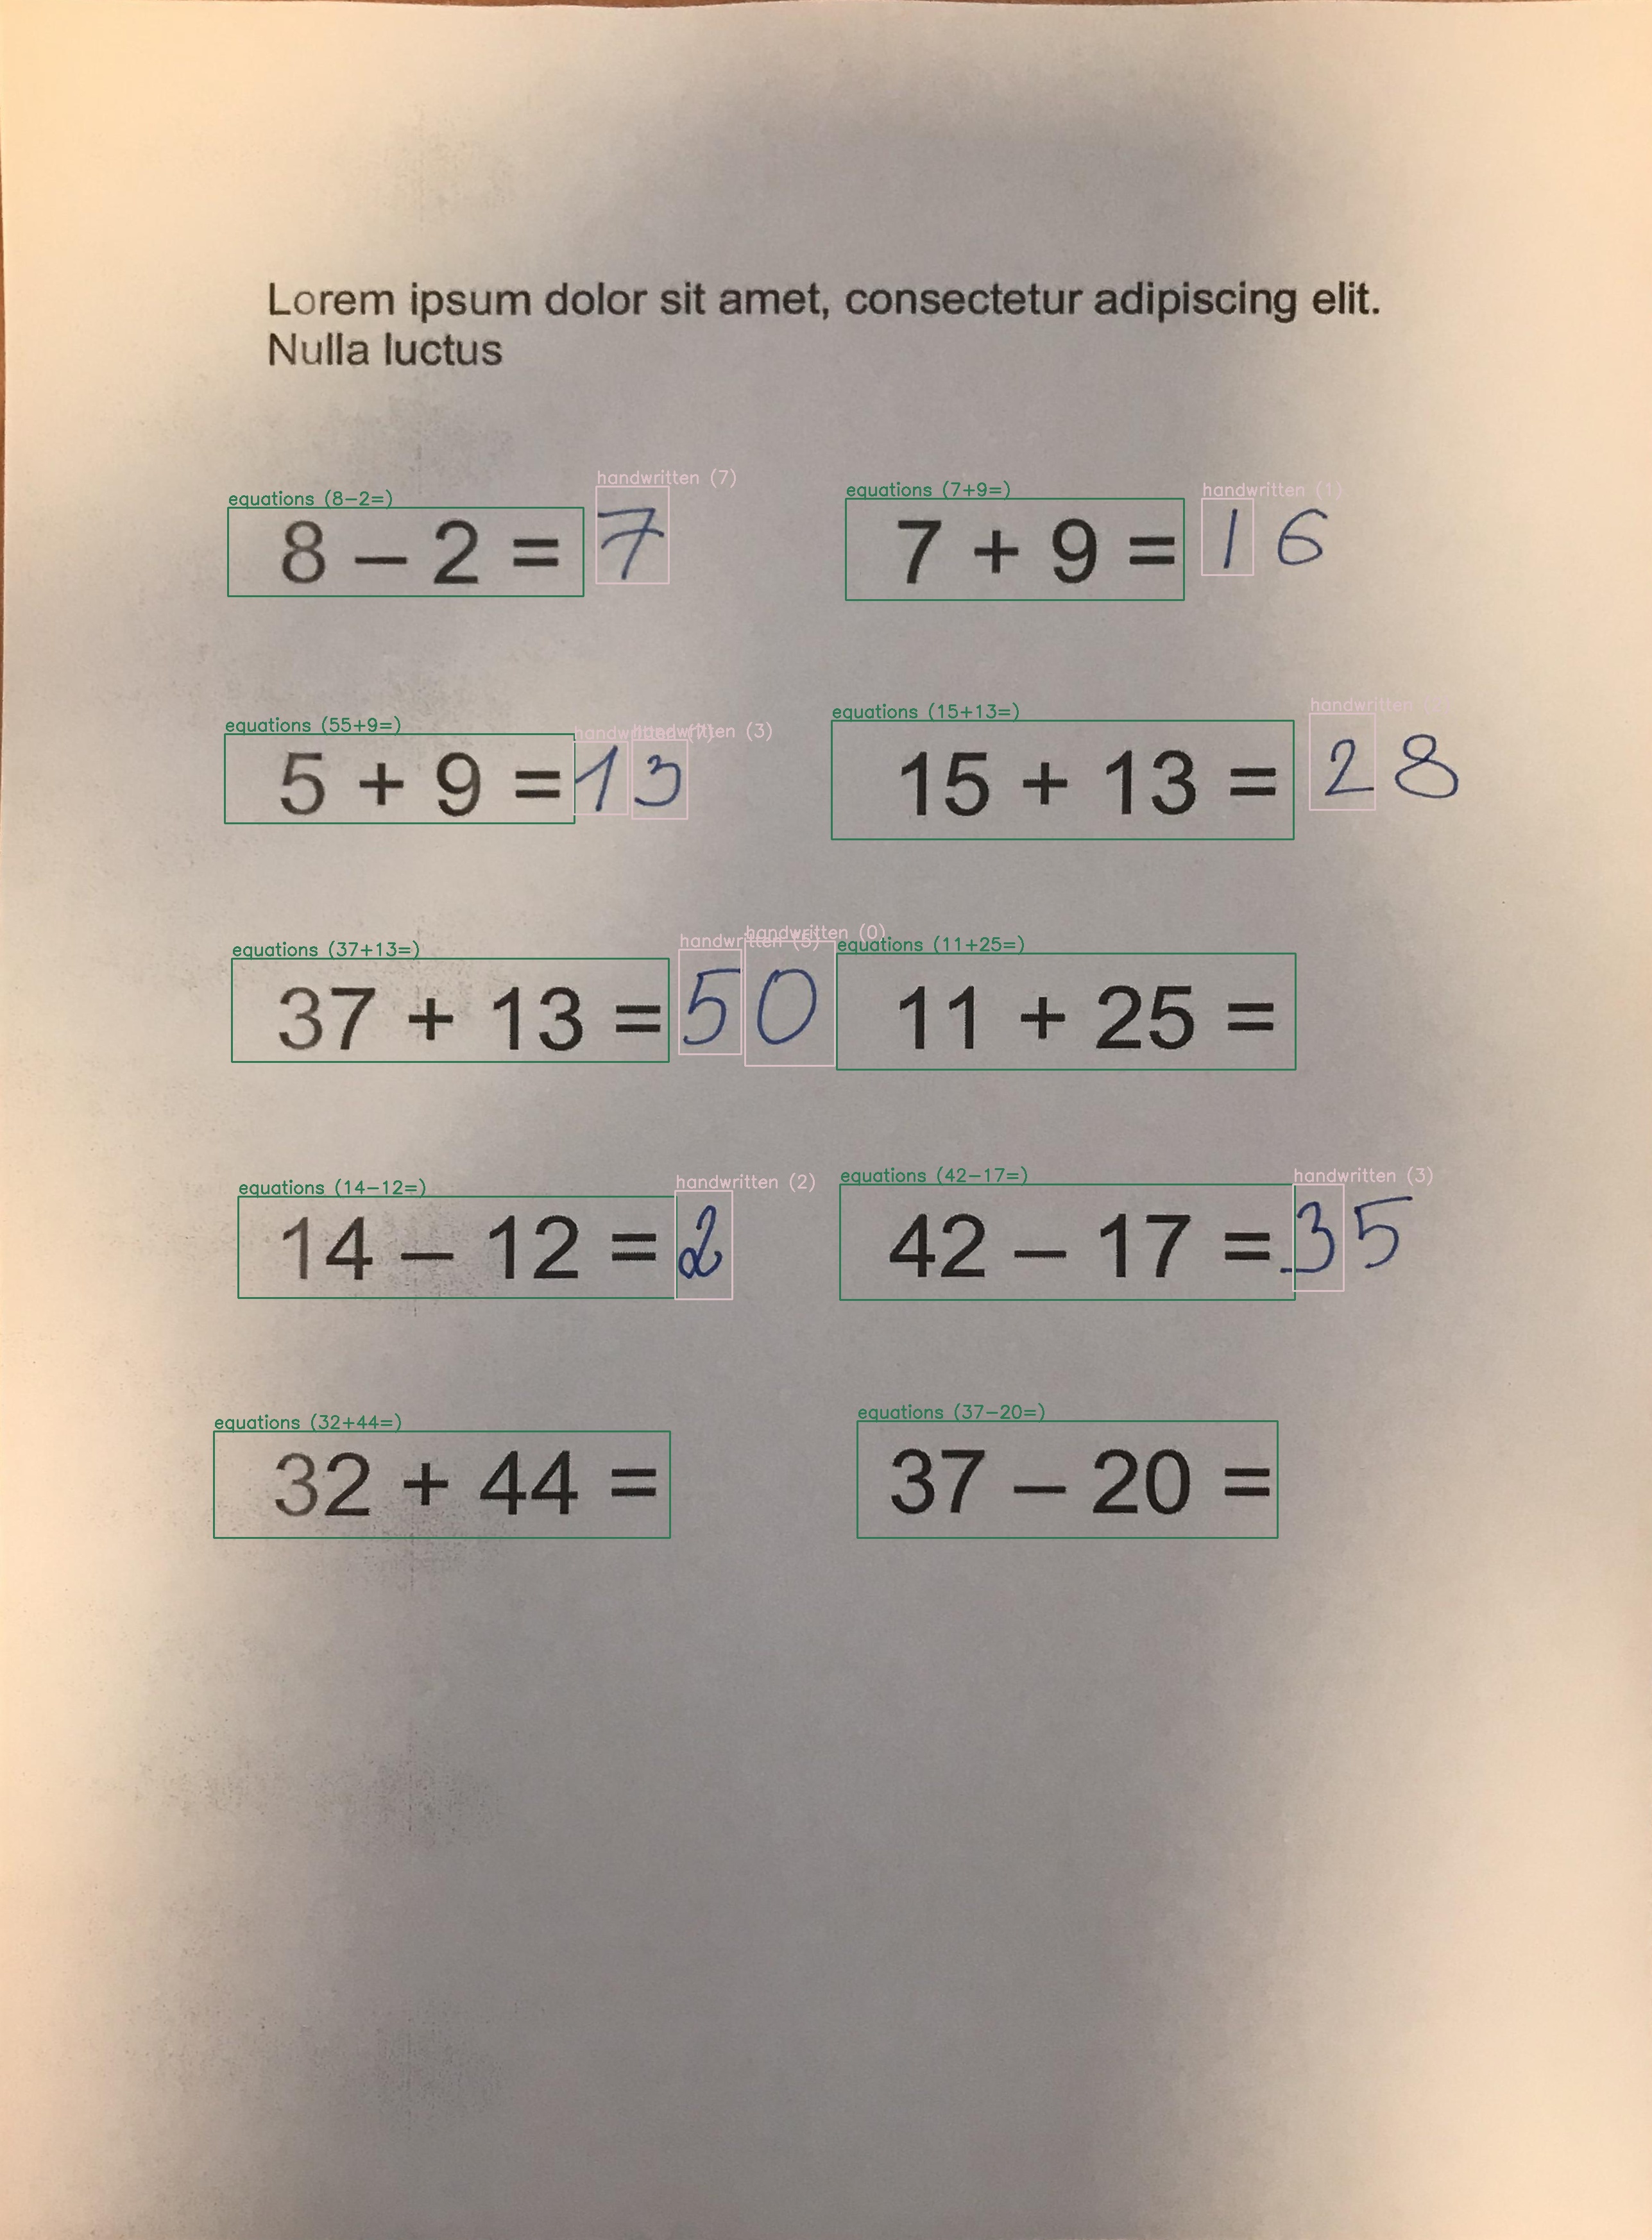 Lorem ipsum dolor sit amet, consectetur adipiscing elit.
Nulla luctus
equations (8-2=) handwritten (7) equations (7+9=) handwritten (1)
8 – 2 = 7 7 + 9 = 16
equations (55+9=) handwritten (3) equations (15+13=) handwritten
5 + 9 = 13 15 + 13 = 28
equations (37+13=) handwritten (5) handwritten (0) equations (11+25=)
37 + 13 = 50 11 + 25 =
equations (14-12=) handwritten (2) equations (42-17=) handwritten (3)
14 – 12 = 2 42 – 17 = 35
equations (32+44=) equations (37-20=)
32 + 44 = 37 – 20 =